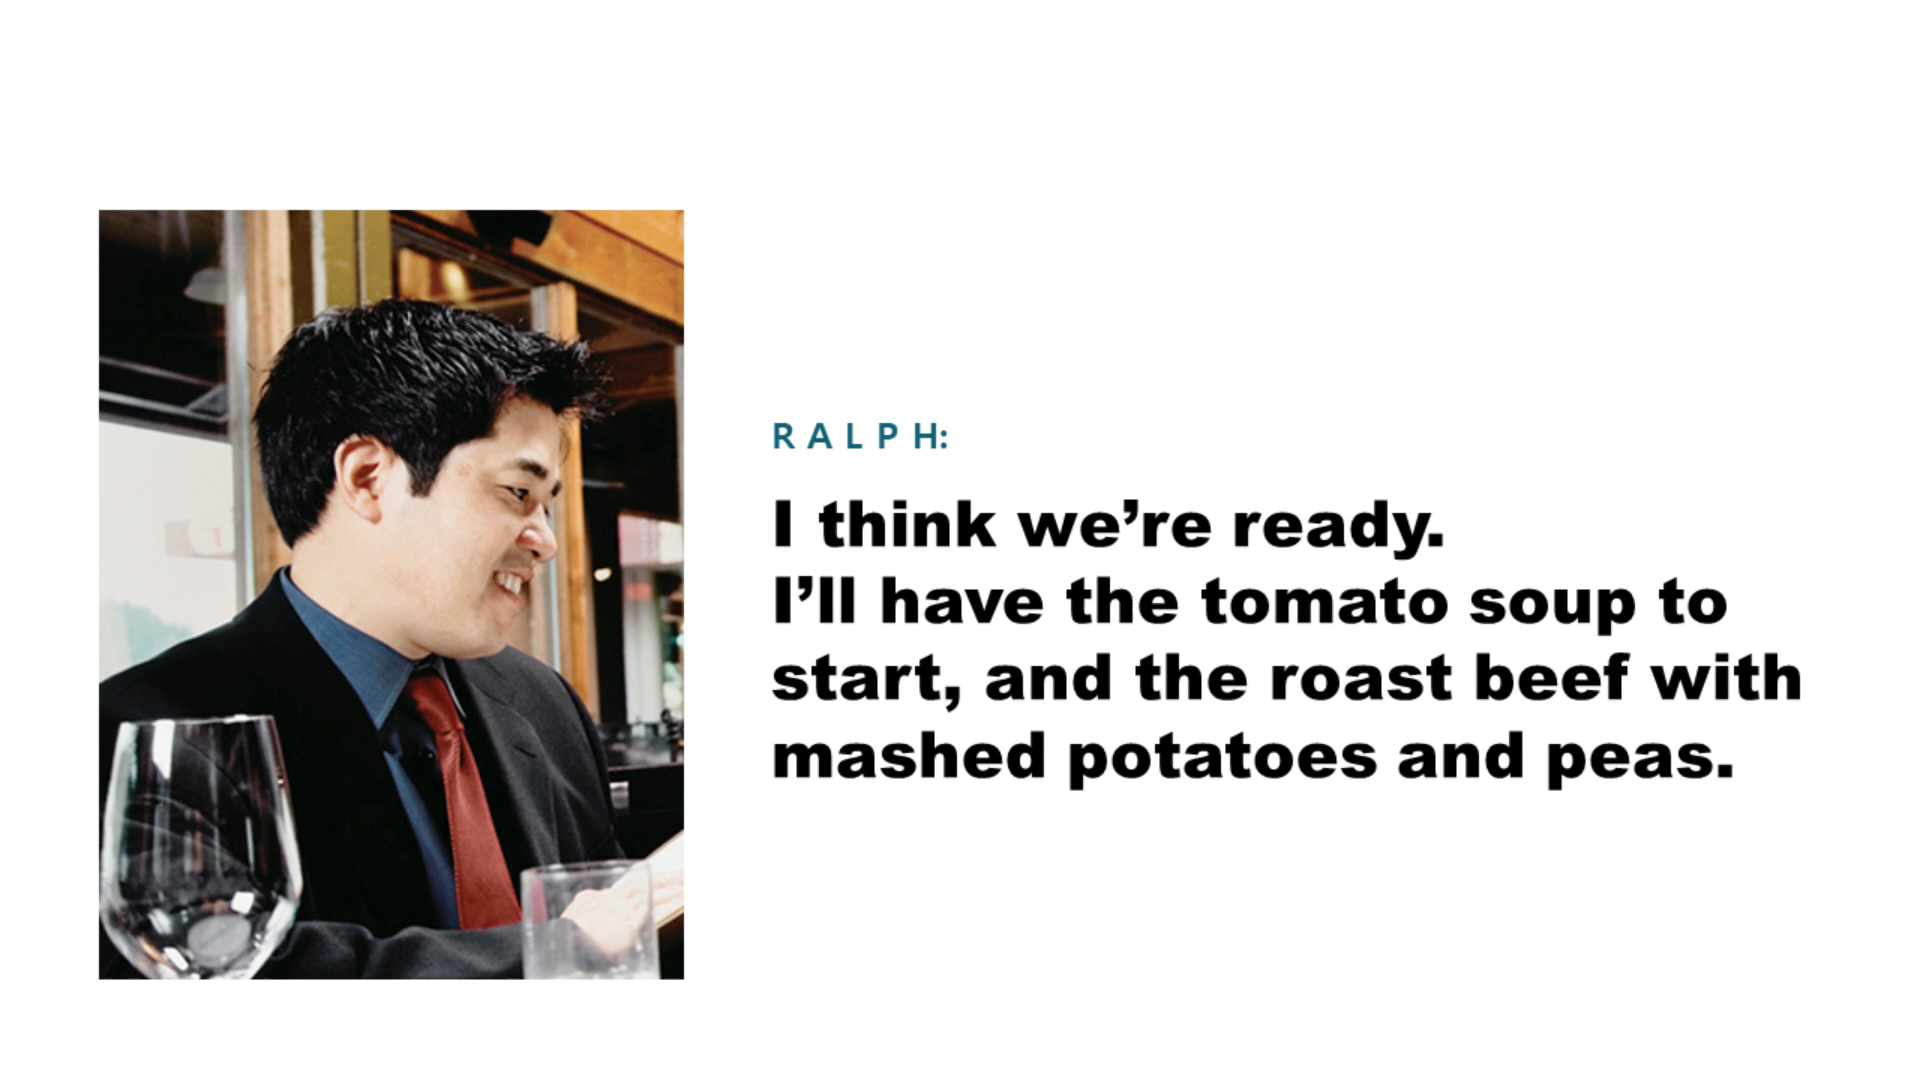 RALPH:
I think we’re ready.
I’ll have the tomato soup to
start, and the roast beef with
mashed potatoes and peas.